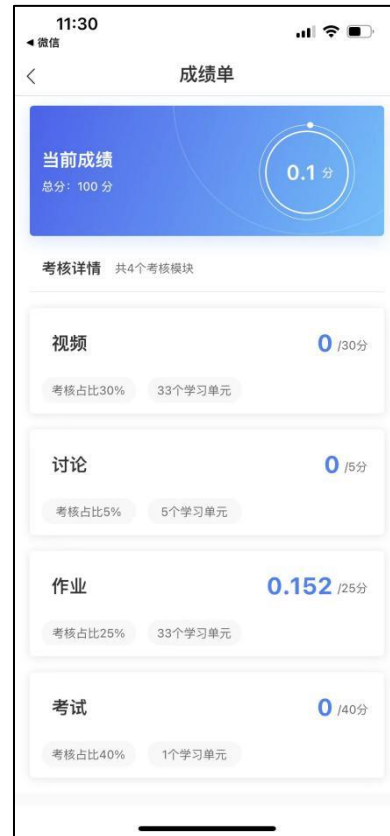 11:30
◀ 微信
成绩单
当前成绩
总分：100 分
0.1 分
考核详情 共4个考核模块
视频 0 /30分
考核占比30% 33个学习单元
讨论 0 /5分
考核占比5% 5个学习单元
作业 0.152 /25分
考核占比25% 33个学习单元
考试 0 /40分
考核占比40% 1个学习单元